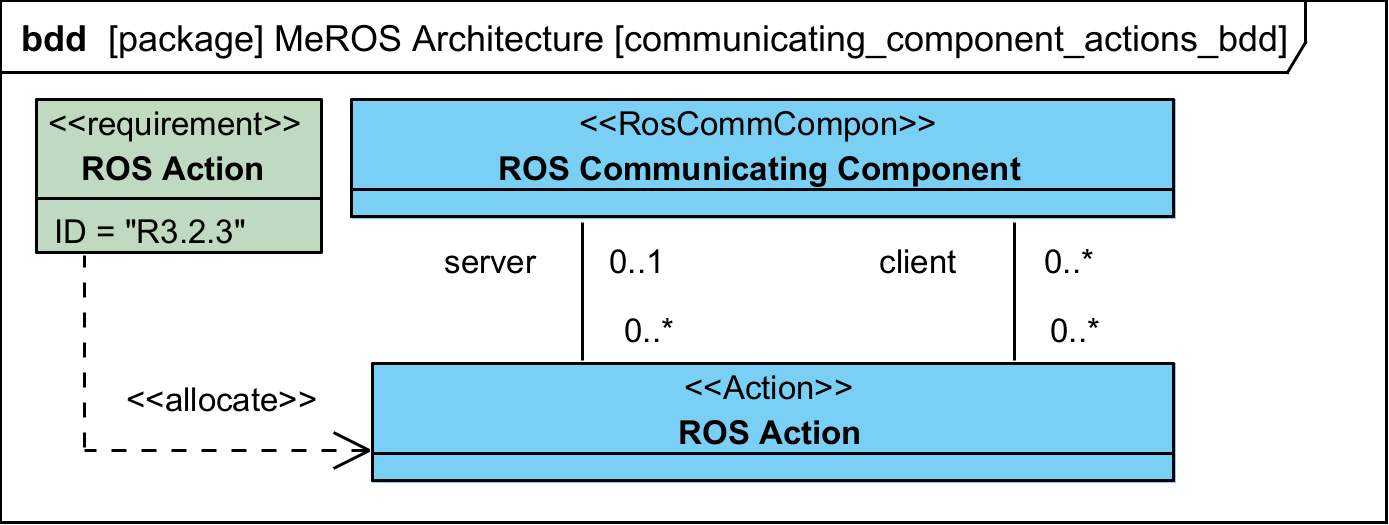 bdd [package] MeROS Architecture [communicating_component_actions_bdd]
<<requirement>>
ROS Action
ID = "R3.2.3"
<<RosCommCompon>>
ROS Communicating Component
server 0..1 client 0..*
0..* 0..*
<<allocate>>
<<Action>>
ROS Action